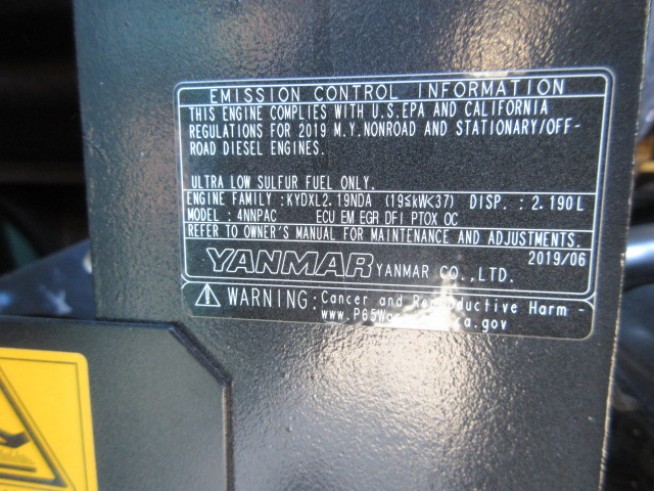 EMISSION CONTROL INFORMATION
THIS ENGINE COMPLIES WITH U.S.EPA AND CALIFORNIA
REGULATIONS FOR 2019 M.Y.NONROAD AND STATIONARY/OFF-
ROAD DIESEL ENGINES.
ULTRA LOW SULFUR FUEL ONLY.
ENGINE FAMILY :KYDXL2.19NDA (19≤kW<37) DISP. : 2.190L
MODEL : 4NNPAC ECU EM EGR DFI PTOX OC
REFER TO OWNER'S MANUAL FOR MAINTENANCE AND ADJUSTMENTS.
2019/06
YANMAR YANMAR CO.,LTD.
WARNING: Cancer and Reproductive Harm -